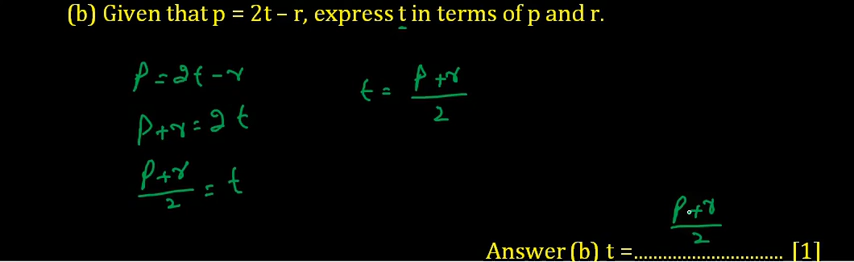 (b) Given that p = 2t – r, express t in terms of p and r.
p = 2t - r
p + r = 2t
p + r / 2 = t
t = p + r / 2
p + r / 2
Answer (b) t =............................... [1]